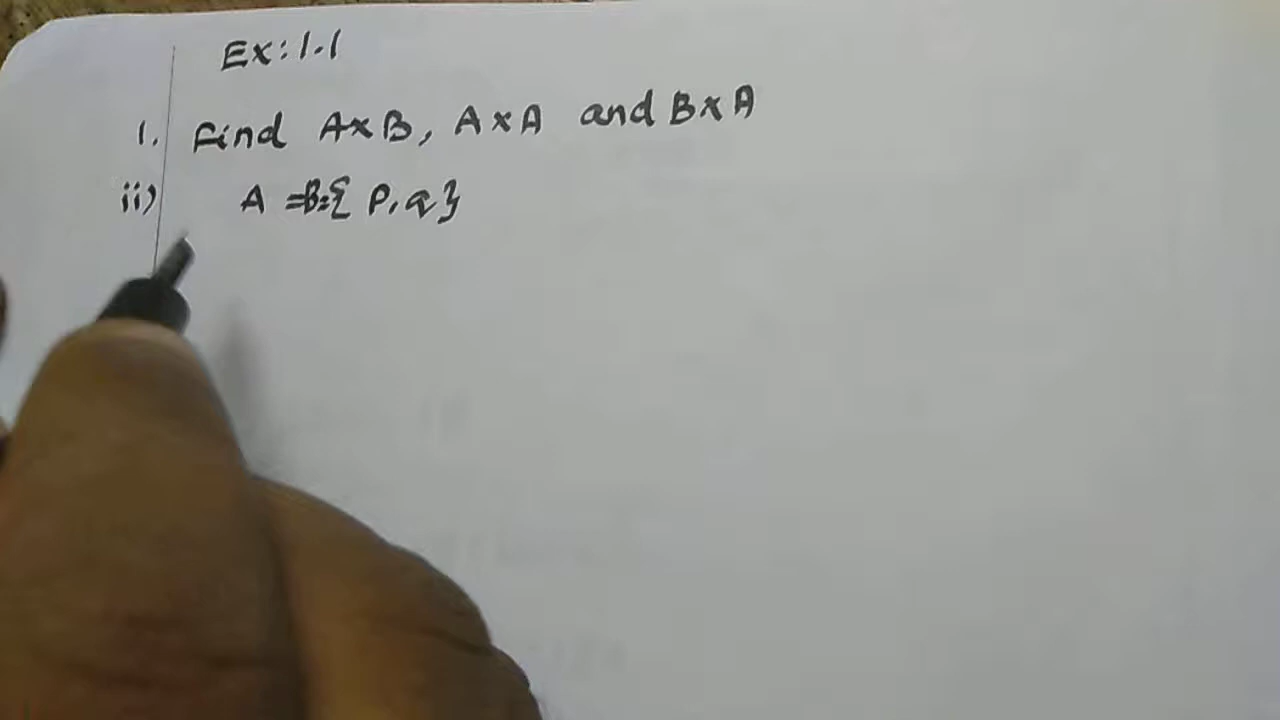 Ex: 1.1
1. Find A×B, A×A and B×A
ii) A =B={ P, q }